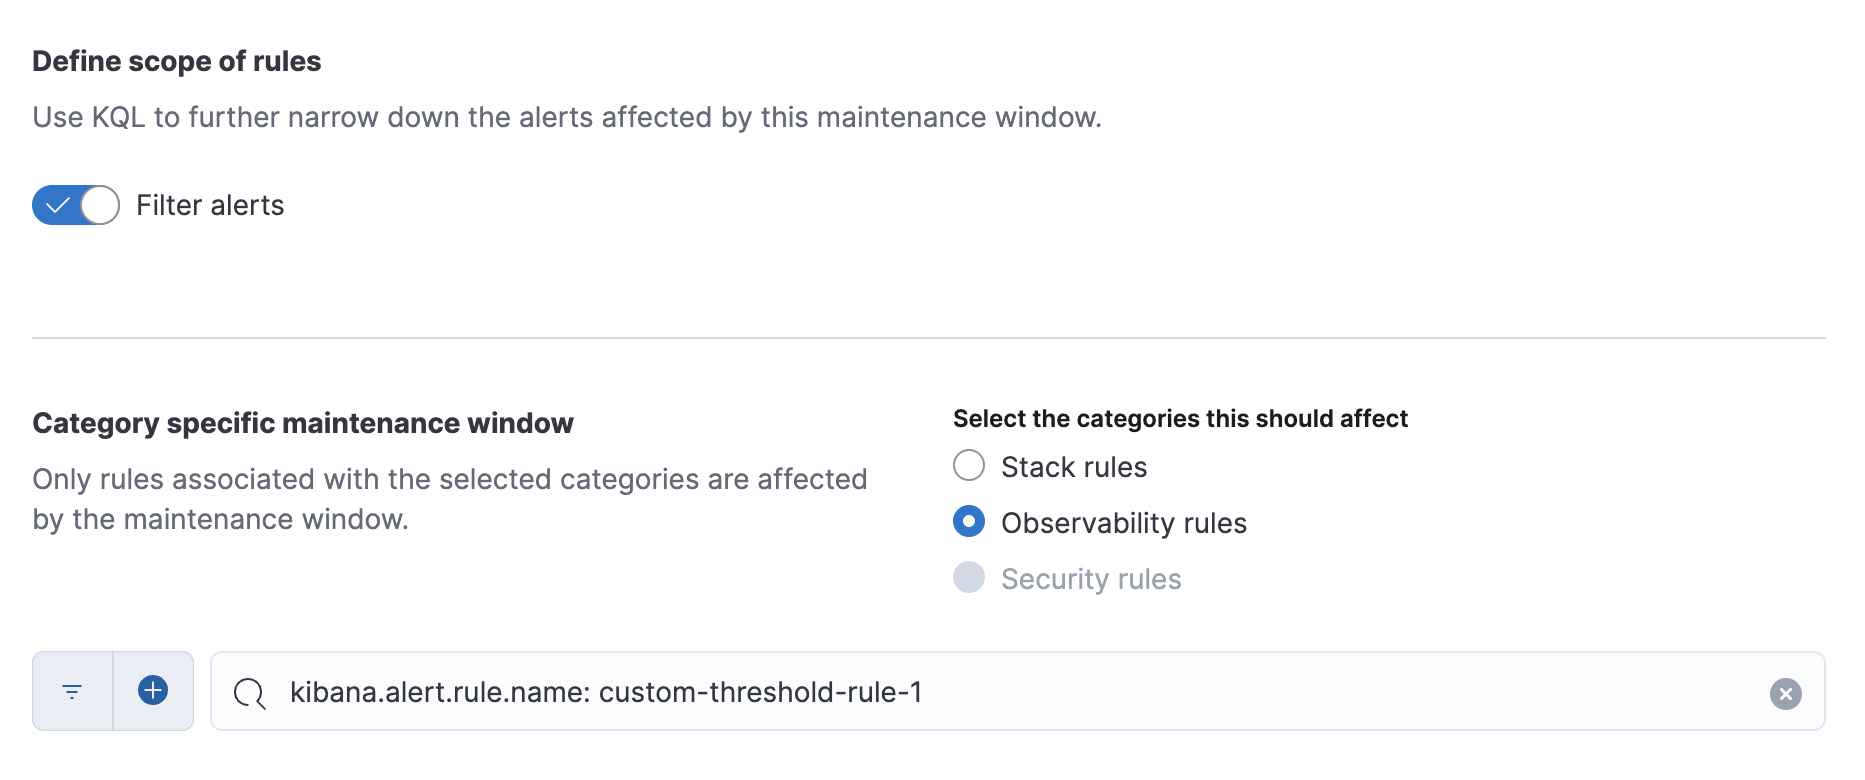 Define scope of rules
Use KQL to further narrow down the alerts affected by this maintenance window.
Filter alerts
Category specific maintenance window
Only rules associated with the selected categories are affected
by the maintenance window.
Select the categories this should affect
Stack rules
Observability rules
Security rules
kibana.alert.rule.name: custom-threshold-rule-1